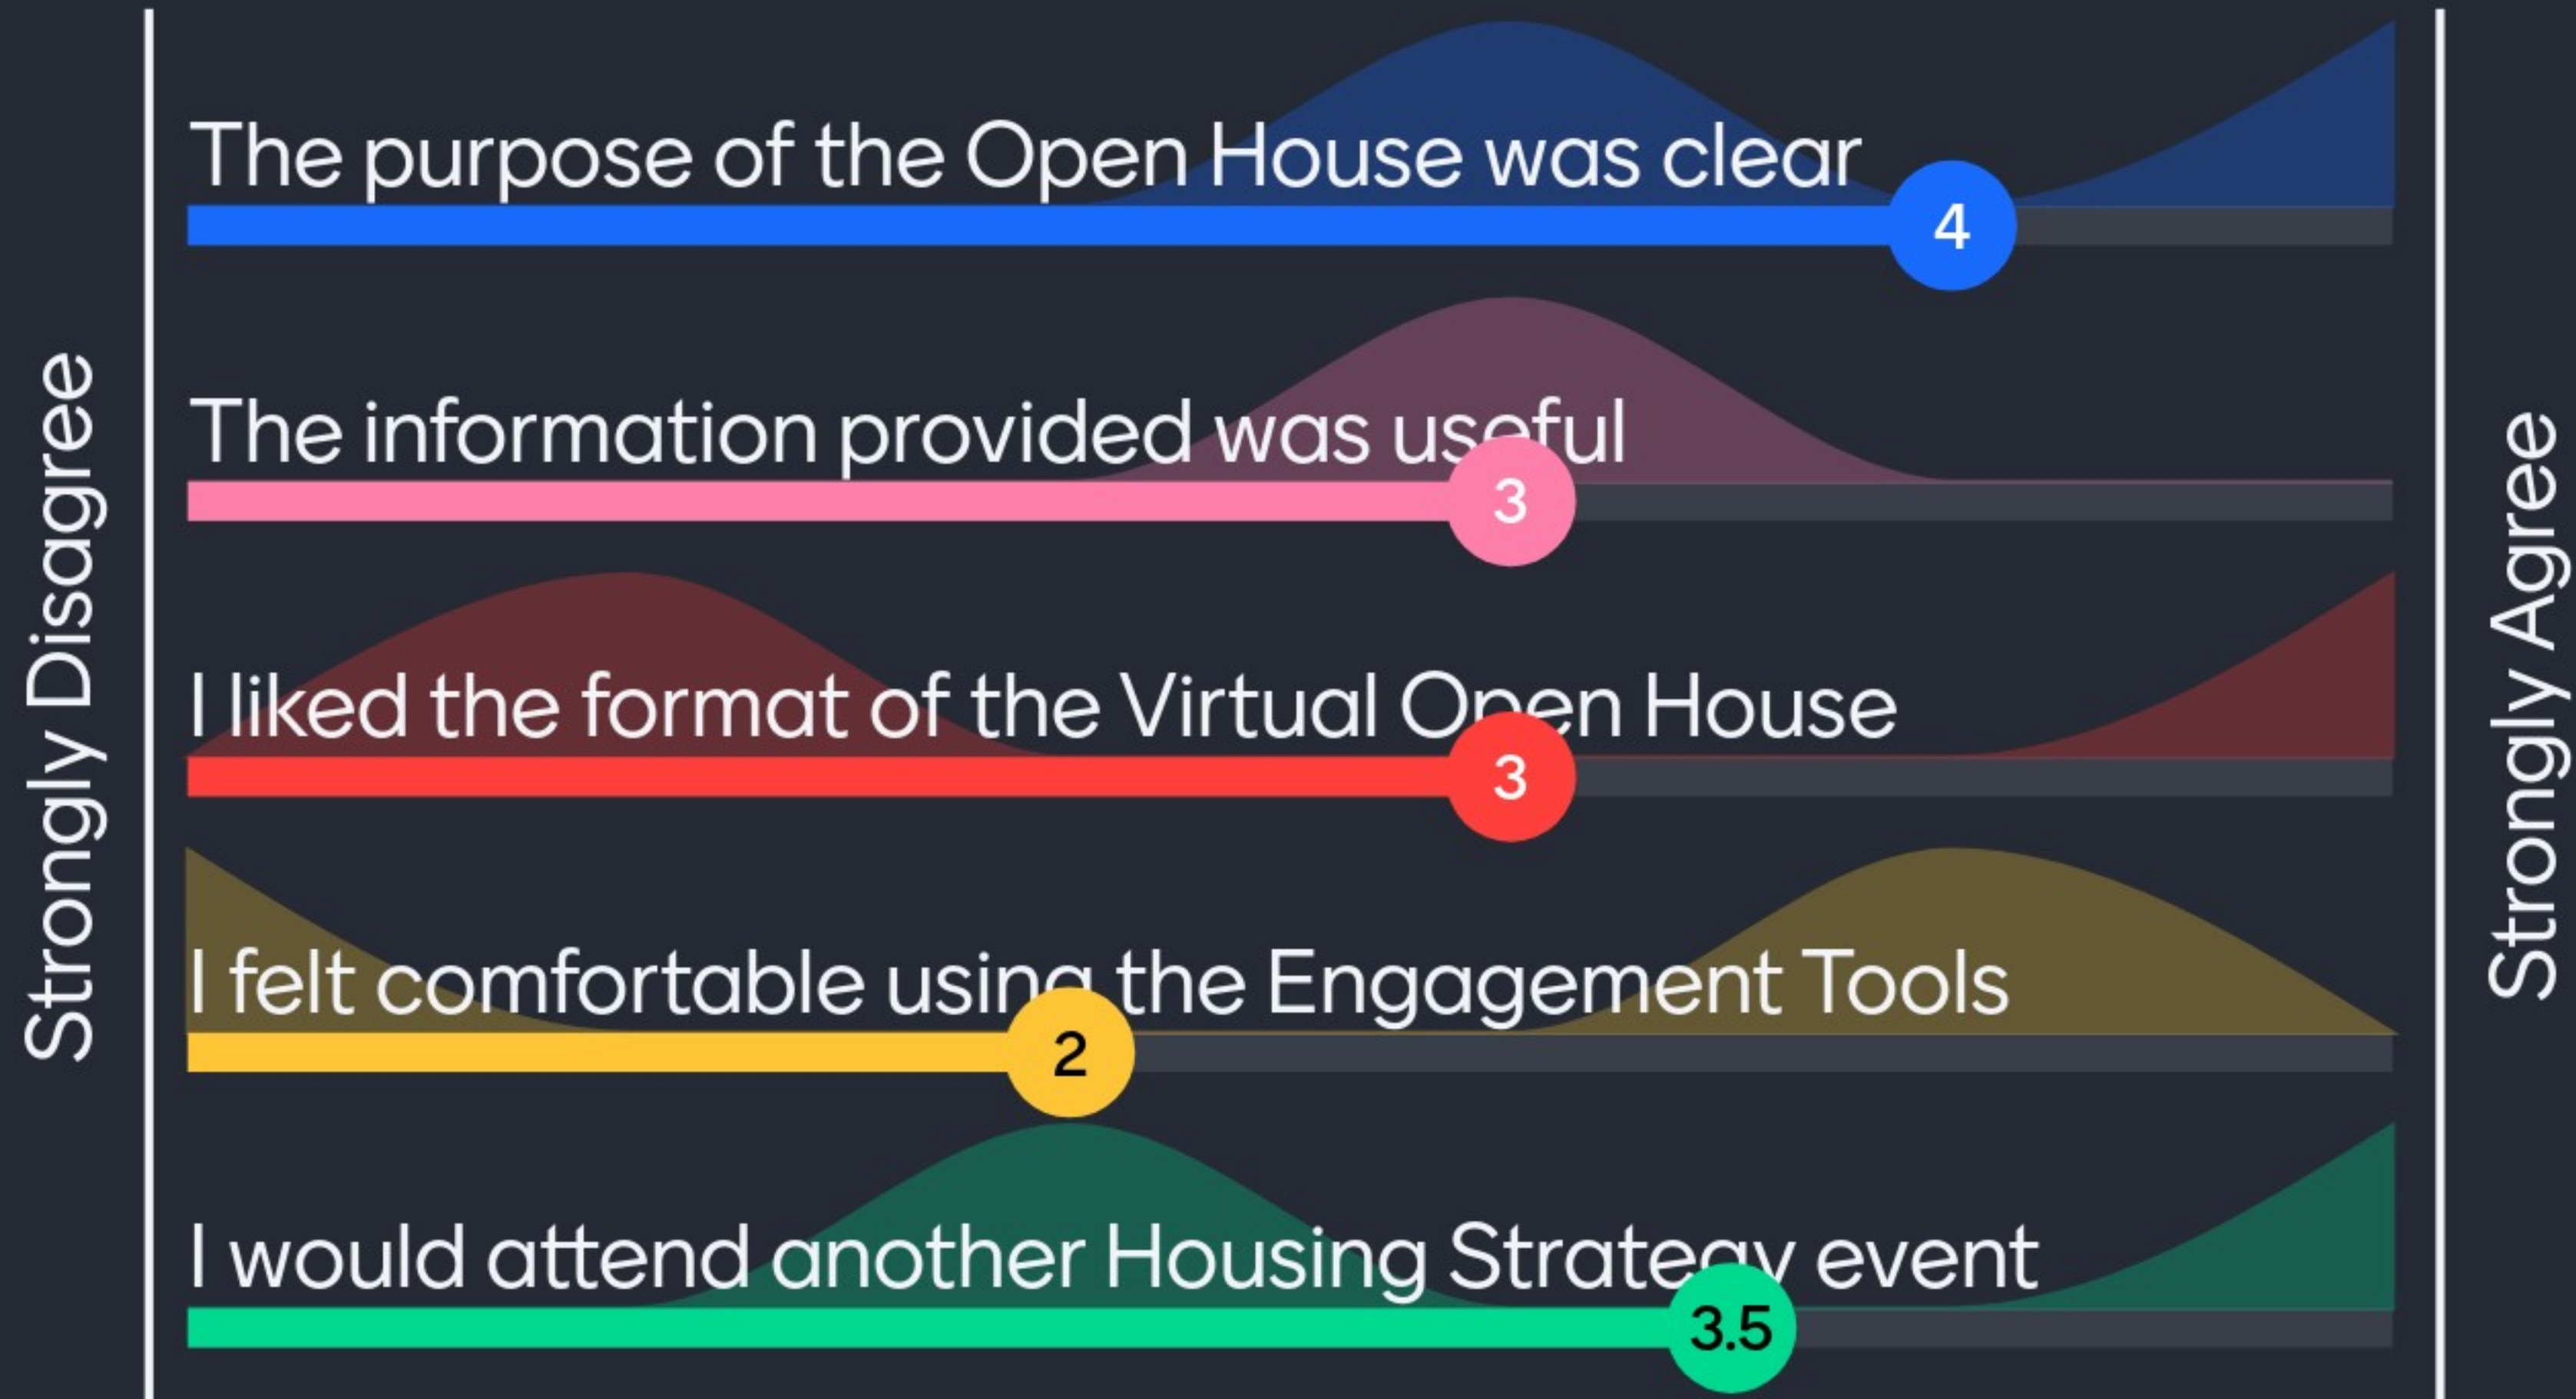 Strongly Disagree
The purpose of the Open House was clear
4
The information provided was useful
3
I liked the format of the Virtual Open House
3
I felt comfortable using the Engagement Tools
2
I would attend another Housing Strategy event
3.5
Strongly Agree